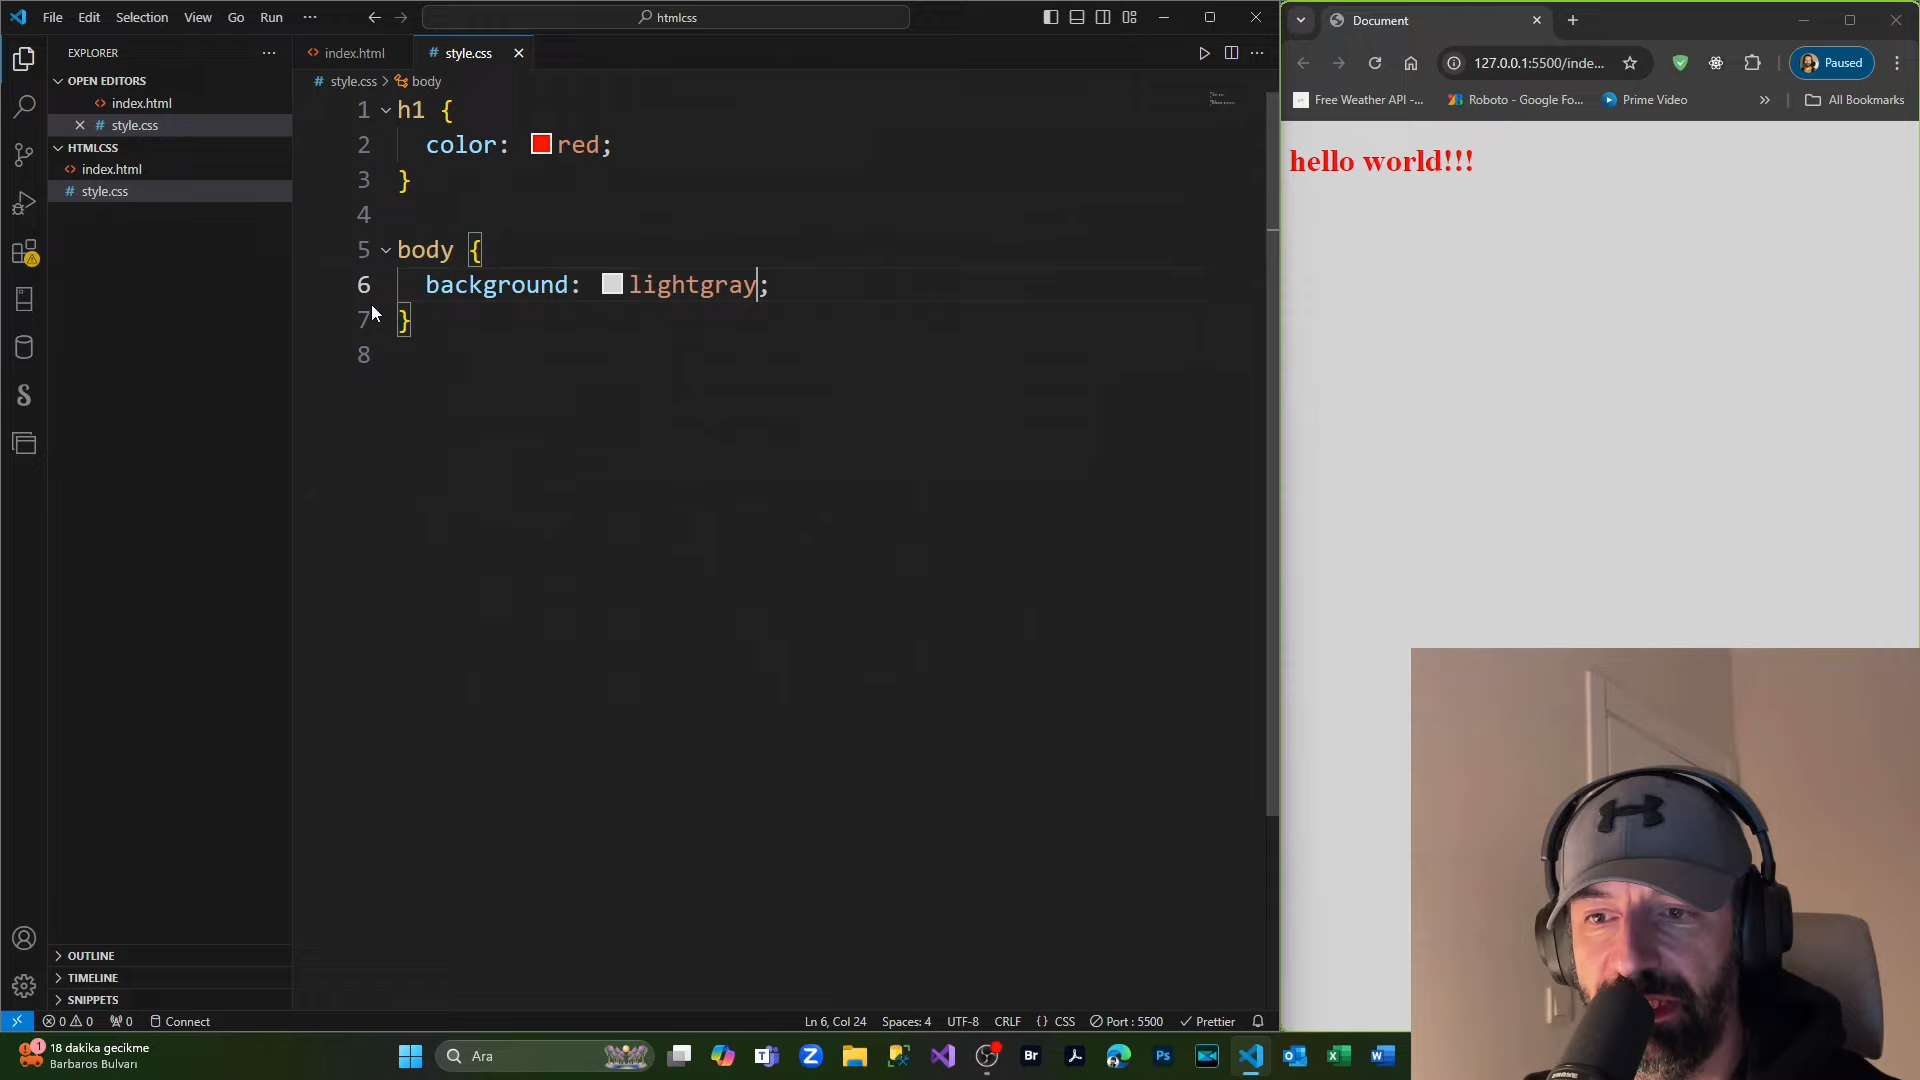 File Edit Selection View Go Run ··· htmlcss
EXPLORER ···
OPEN EDITORS
index.html
style.css
HTMLCSS
index.html
style.css
OUTLINE
TIMELINE
SNIPPETS
index.html style.css
style.css > body
1 h1 {
2 color: red;
3 }
4
5 body {
6 background: lightgray;
7 }
8
0 0 0 Connect Ln 6, Col 24 Spaces: 4 UTF-8 CRLF {} CSS Port : 5500 Prettier
Document
127.0.0.1:5500/inde... Paused
Free Weather API -... Roboto - Google Fo... Prime Video » All Bookmarks
hello world!!!
1 18 dakika gecikme
Barbaros Bulvarı
Ara
Br Ps